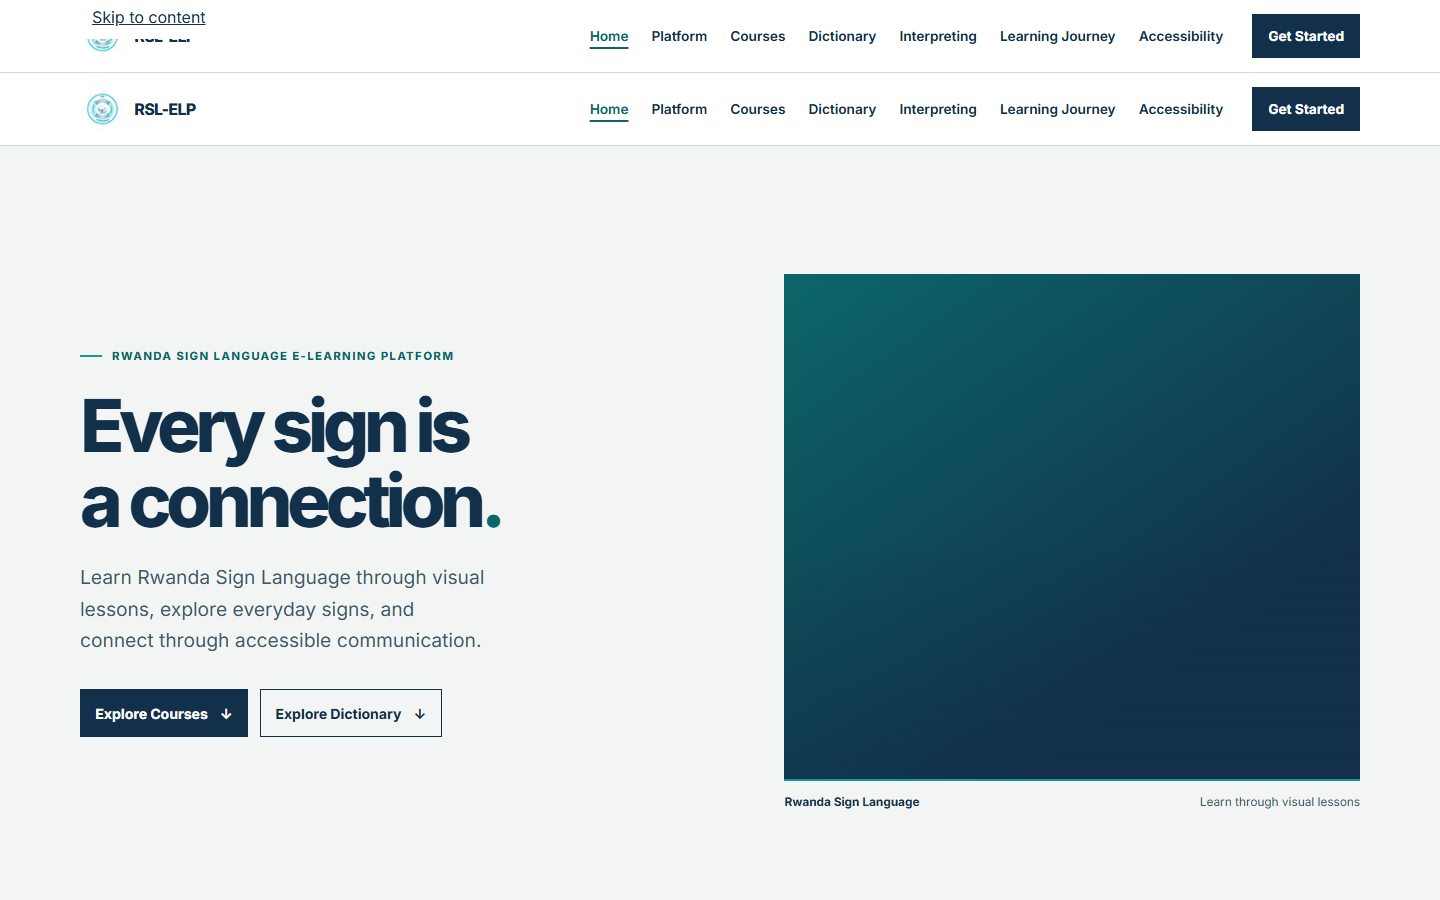 Skip to content
Home Platform Courses Dictionary Interpreting Learning Journey Accessibility Get Started
RSL-ELP Home Platform Courses Dictionary Interpreting Learning Journey Accessibility Get Started
RWANDA SIGN LANGUAGE E-LEARNING PLATFORM
Every sign is
a connection.
Learn Rwanda Sign Language through visual
lessons, explore everyday signs, and
connect through accessible communication.
Explore Courses ↓ Explore Dictionary ↓
Rwanda Sign Language Learn through visual lessons